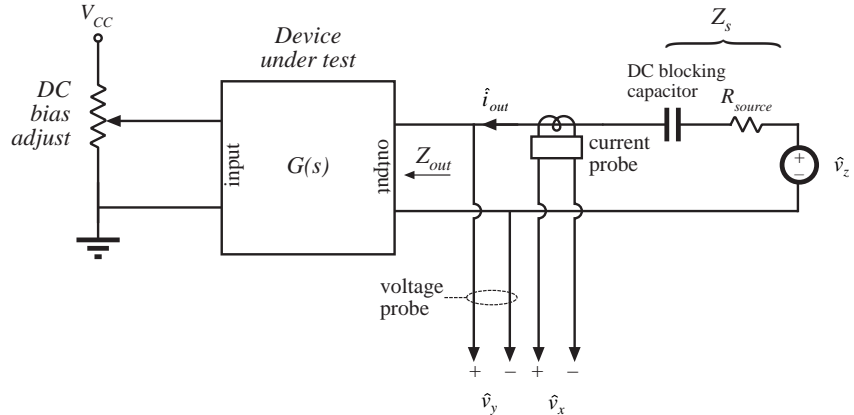 V_CC
DC
bias
adjust
Device
under test
input
G(s)
output
Z_out
î_out
Z_s
DC blocking
capacitor
R_source
current
probe
+
–
v̂_z
voltage
probe
+
–
+
–
v̂_y
v̂_x